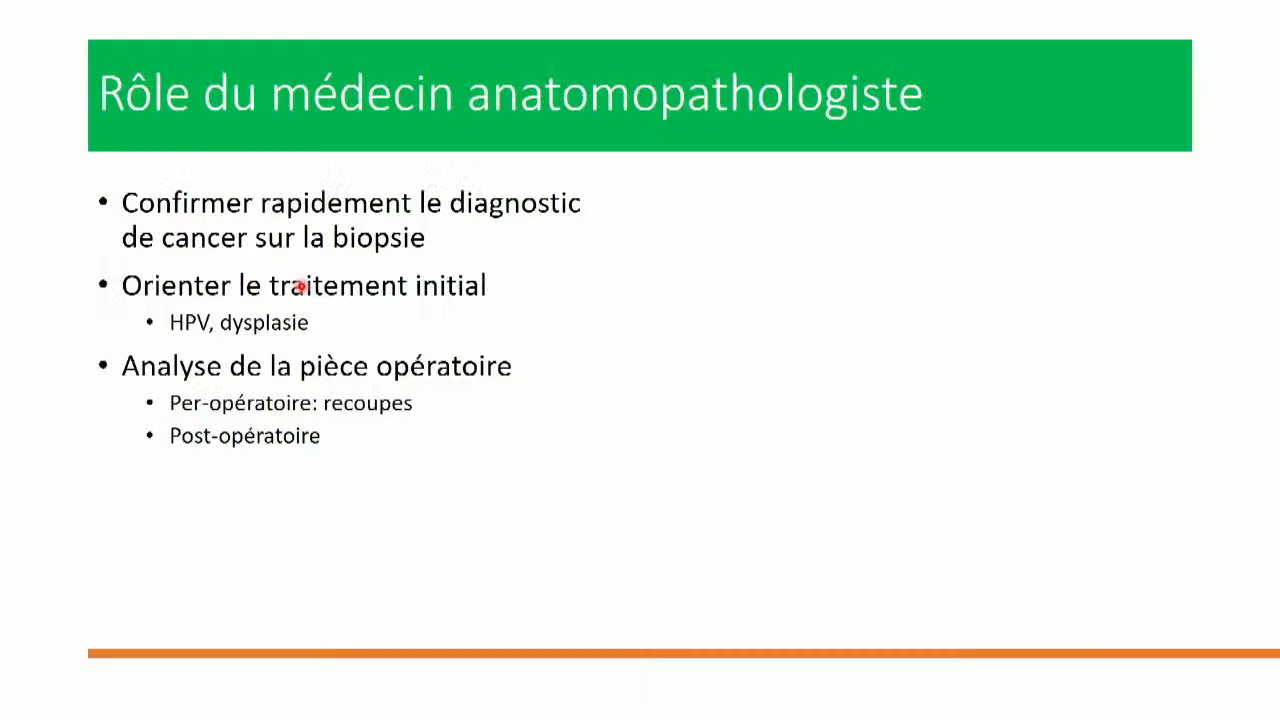 Rôle du médecin anatomopathologiste
• Confirmer rapidement le diagnostic
de cancer sur la biopsie
• Orienter le traitement initial
• HPV, dysplasie
• Analyse de la pièce opératoire
• Per-opératoire: recoupes
• Post-opératoire